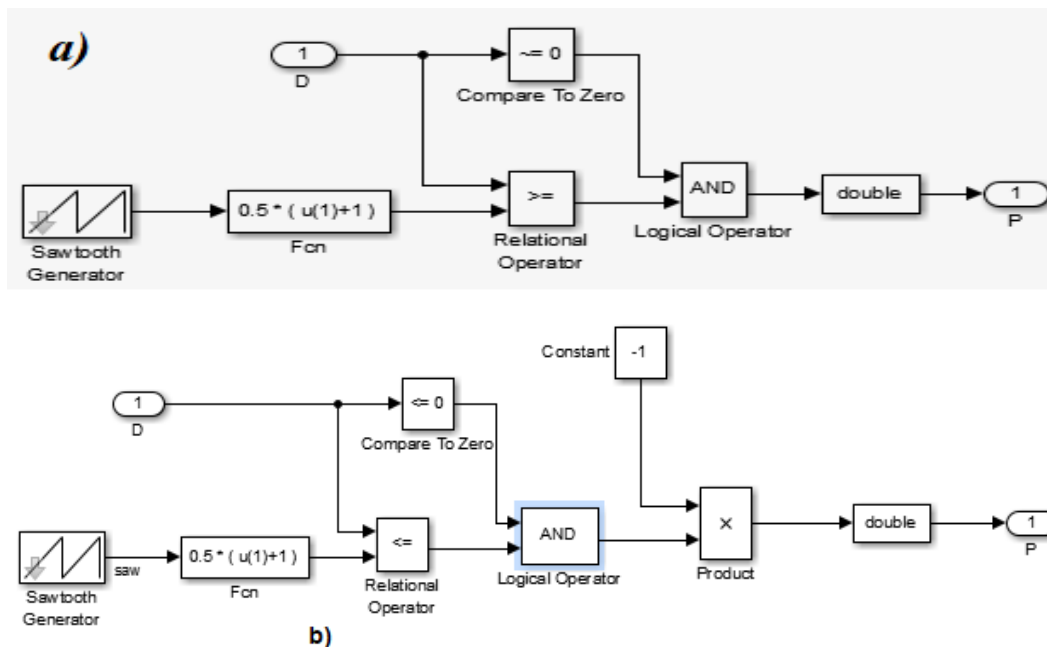 a)
1
D
~= 0
Compare To Zero
Sawtooth
Generator
0.5 * ( u(1)+1 )
Fcn
>=
Relational
Operator
AND
Logical Operator
double
1
P
Constant
-1
1
D
<= 0
Compare To Zero
saw
Sawtooth
Generator
0.5 * ( u(1)+1 )
Fcn
<=
Relational
Operator
AND
Logical Operator
×
Product
double
1
P
b)